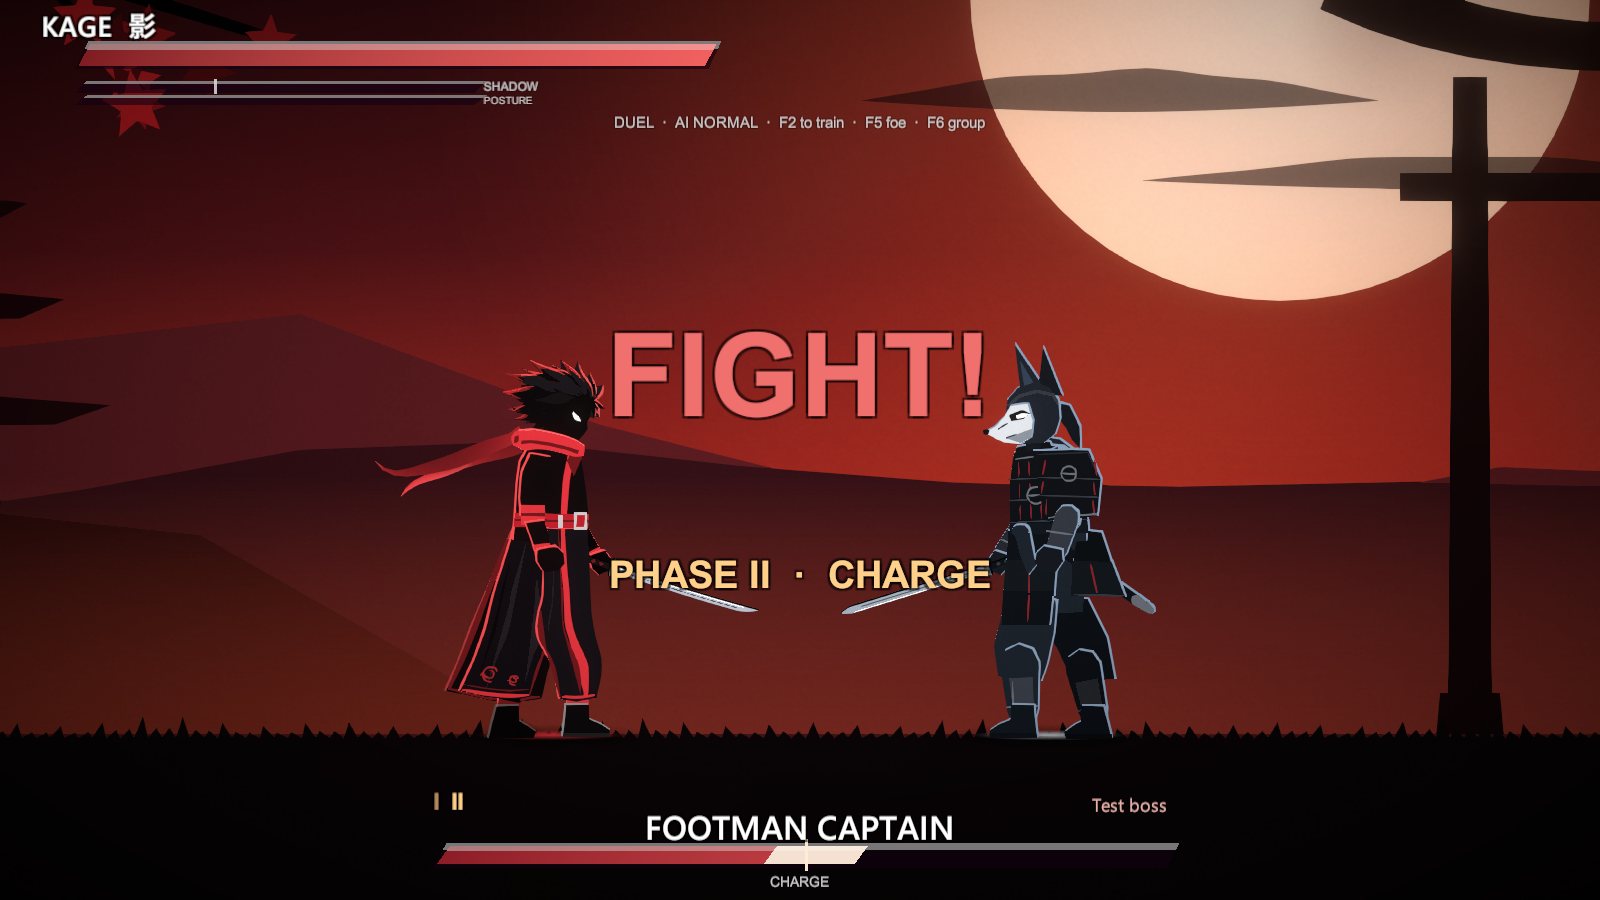 KAGE 影
SHADOW
POSTURE
DUEL · AI NORMAL · F2 to train · F5 foe · F6 group
FIGHT!
PHASE II · CHARGE
I II
Test boss
FOOTMAN CAPTAIN
CHARGE